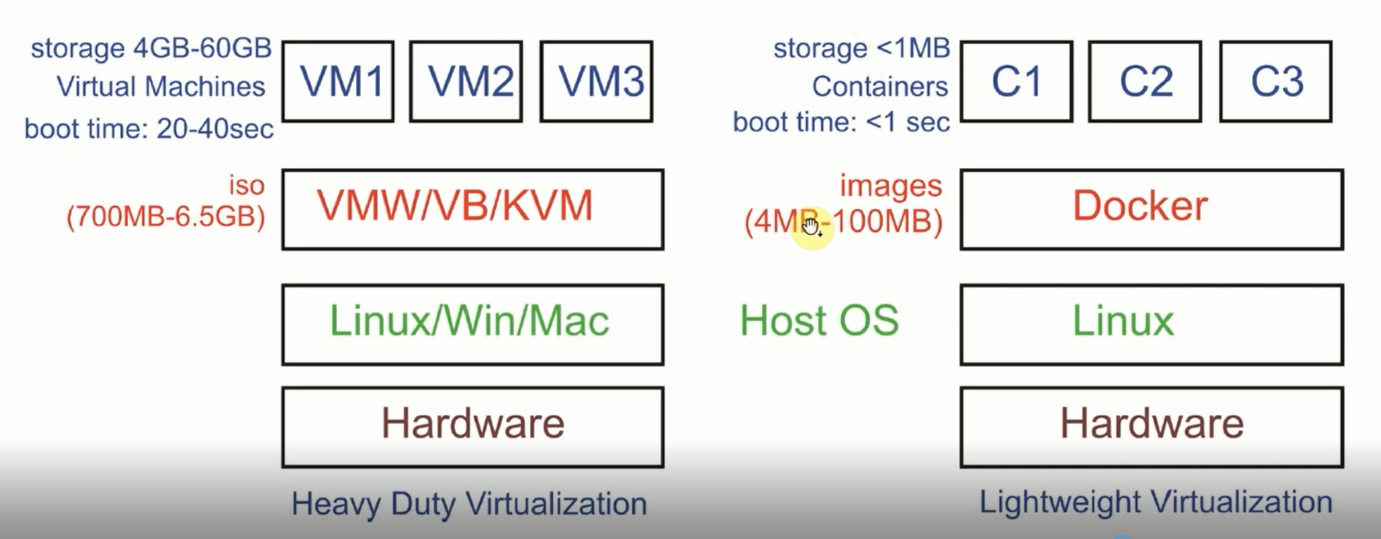 storage 4GB-60GB
Virtual Machines
boot time: 20-40sec
VM1
VM2
VM3
iso
(700MB-6.5GB)
VMW/VB/KVM
Linux/Win/Mac
Hardware
Heavy Duty Virtualization
storage <1MB
Containers
boot time: <1 sec
C1
C2
C3
images
(4MB-100MB)
Docker
Host OS
Linux
Hardware
Lightweight Virtualization